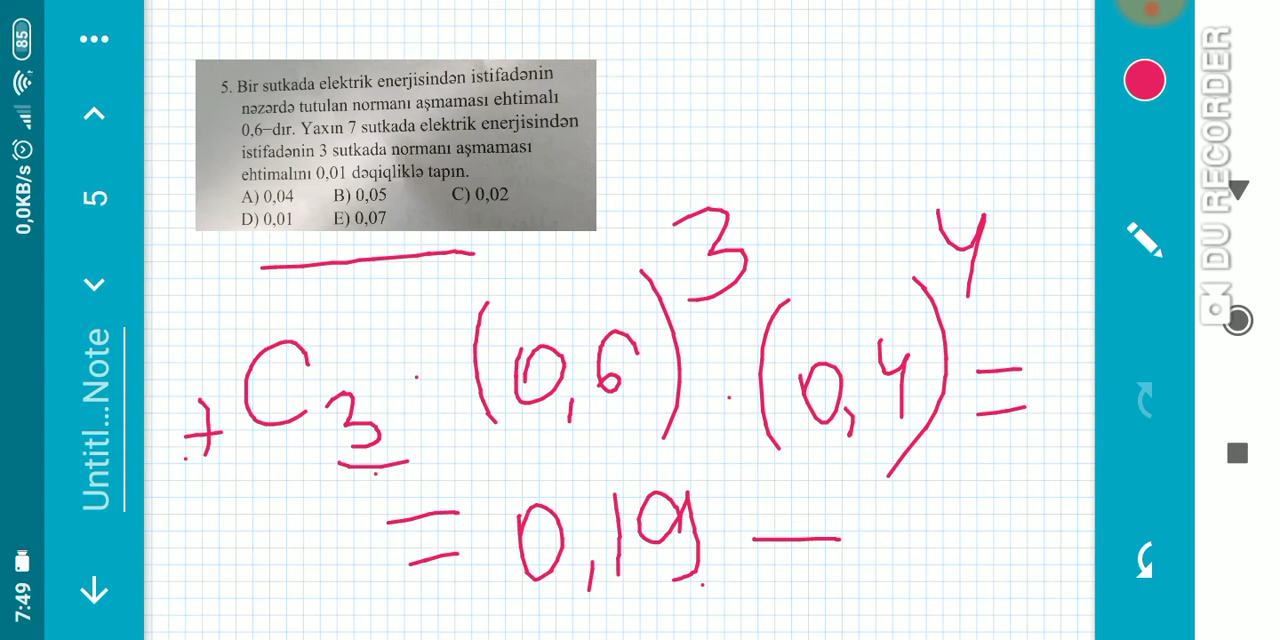 5. Bir sutkada elektrik enerjisindən istifadənin
nəzərdə tutulan normanı aşmaması ehtimalı
0,6–dır. Yaxın 7 sutkada elektrik enerjisindən
istifadənin 3 sutkada normanı aşmaması
ehtimalını 0,01 dəqiqliklə tapın.
A) 0,04 B) 0,05 C) 0,02
D) 0,01 E) 0,07
7C3 · (0,6)^3 · (0,4)^4 =
= 0,19
7:49
0,0KB/s
85
Untitl...Note
5
DU RECORDER